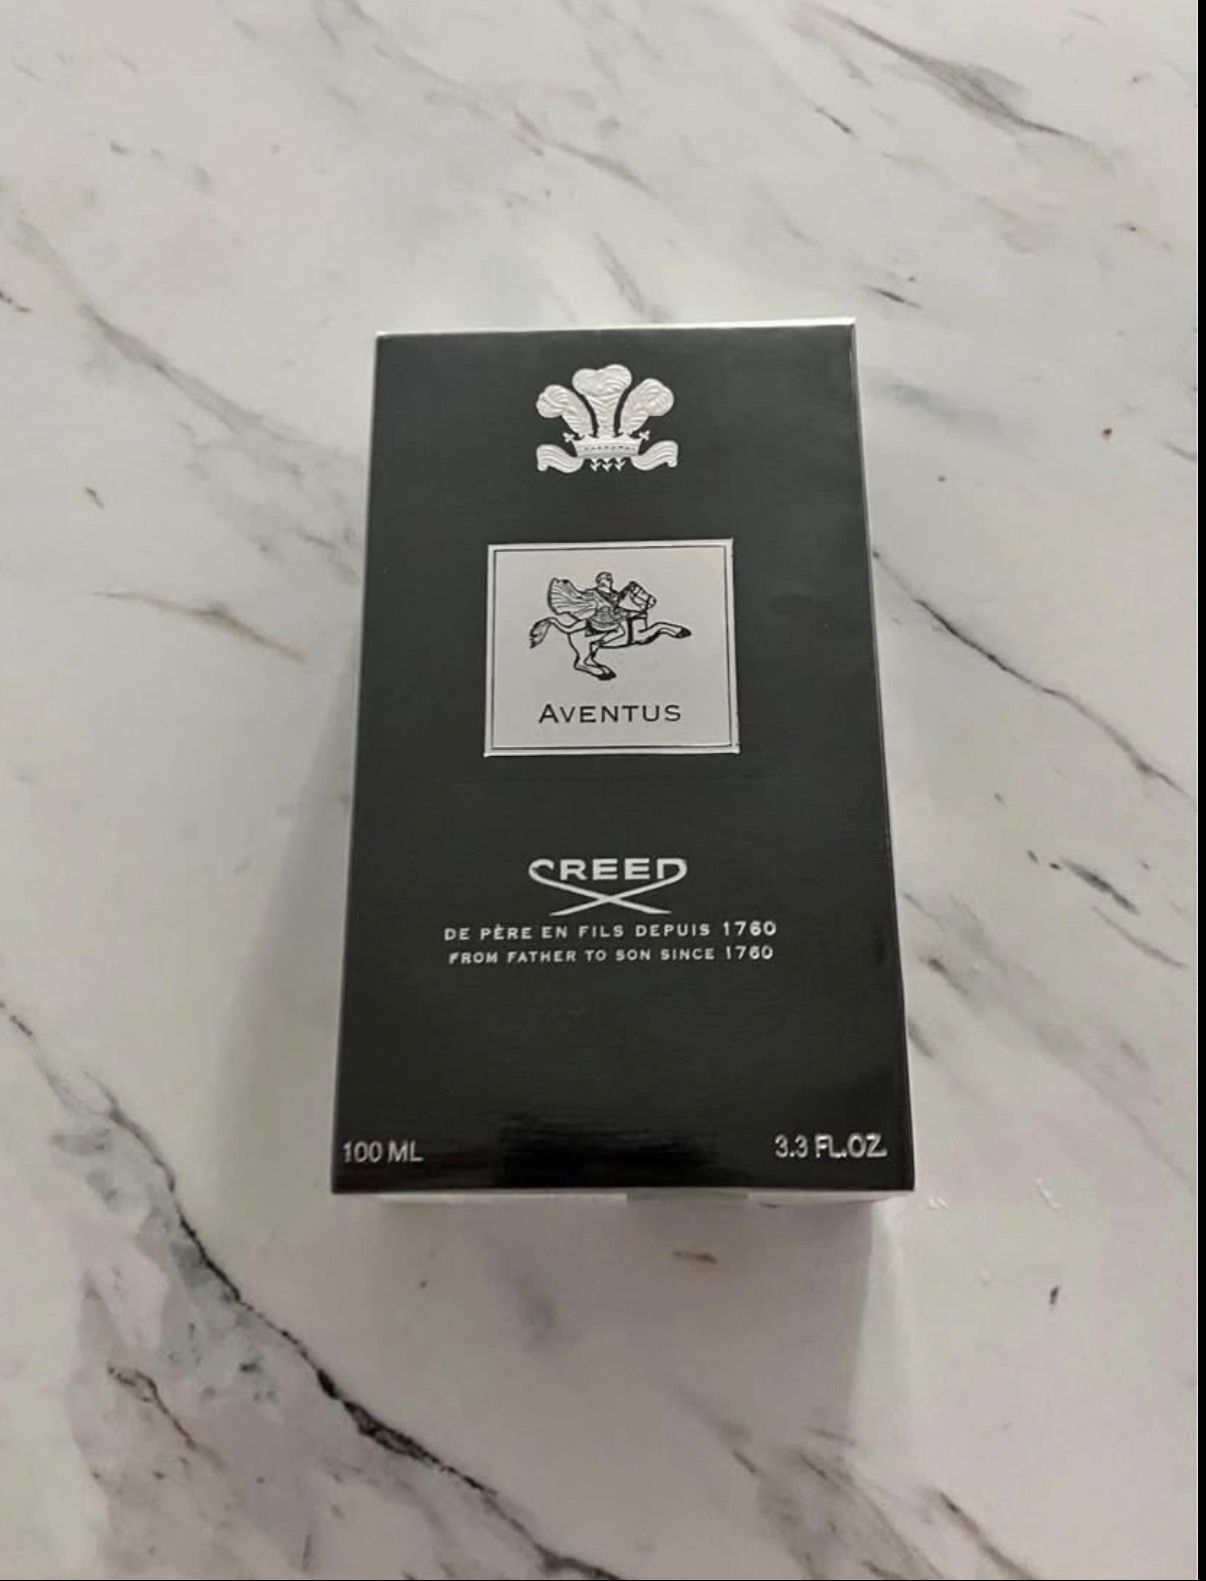 AVENTUS
CREED
DE PÈRE EN FILS DEPUIS 1760
FROM FATHER TO SON SINCE 1760
100 ML 3.3 FL.OZ.